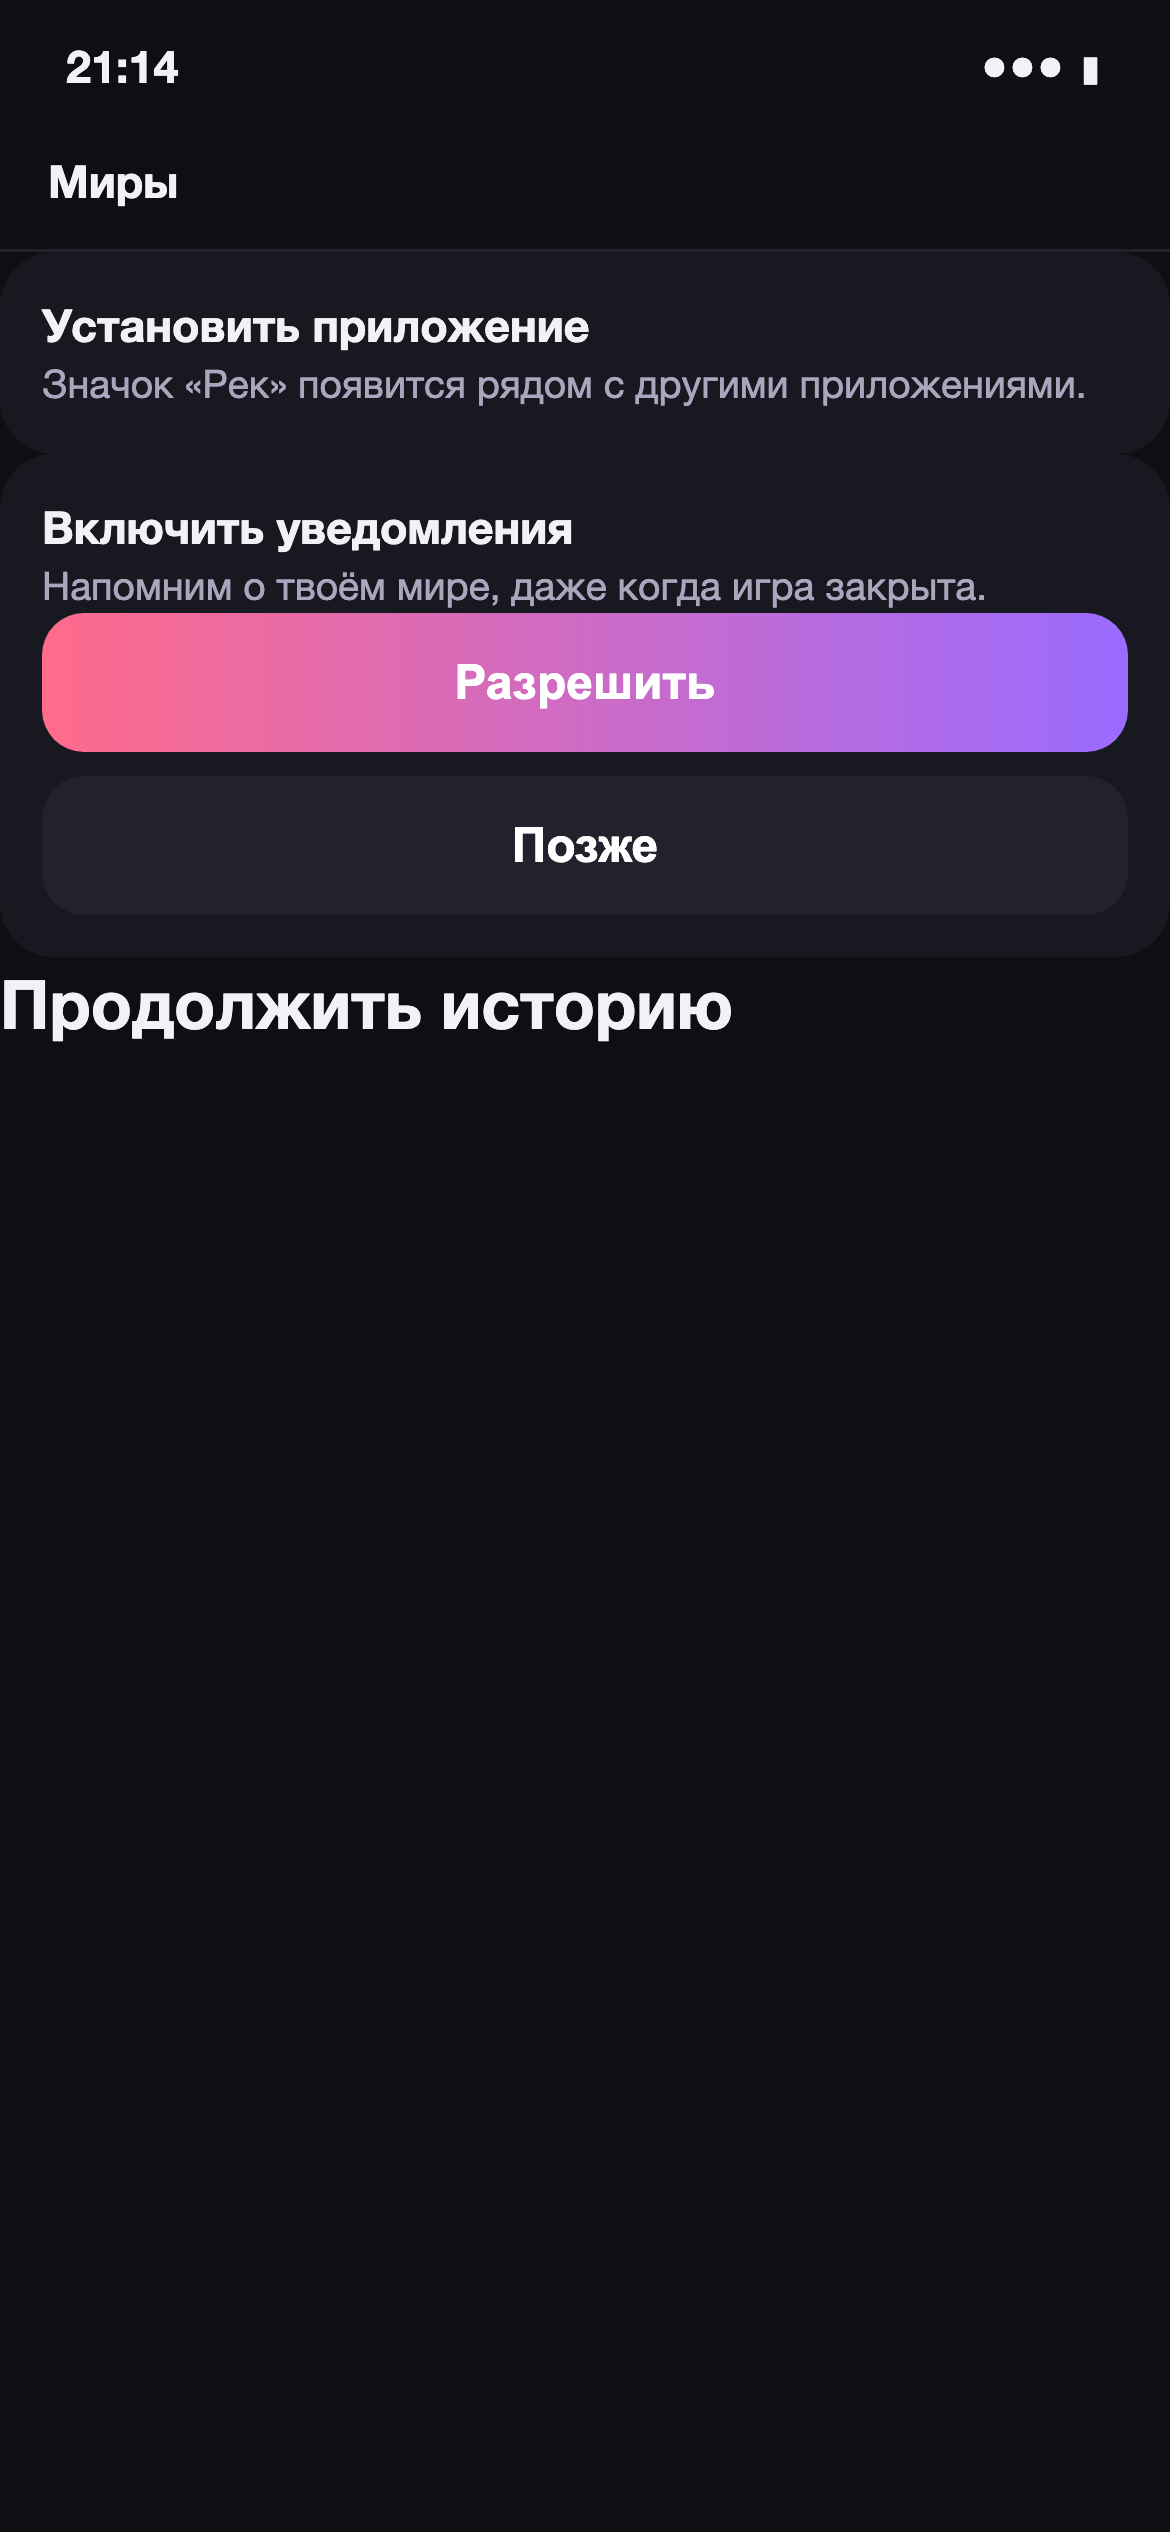 21:14
Миры
Установить приложение
Значок «Рек» появится рядом с другими приложениями.
Включить уведомления
Напомним о твоём мире, даже когда игра закрыта.
Разрешить
Позже
Продолжить историю